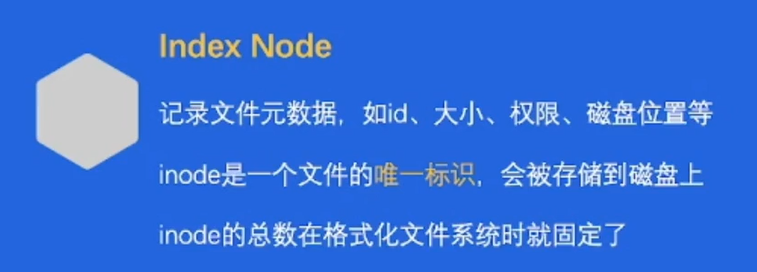 Index Node
记录文件元数据，如id、大小、权限、磁盘位置等
inode是一个文件的唯一标识，会被存储到磁盘上
inode的总数在格式化文件系统时就固定了